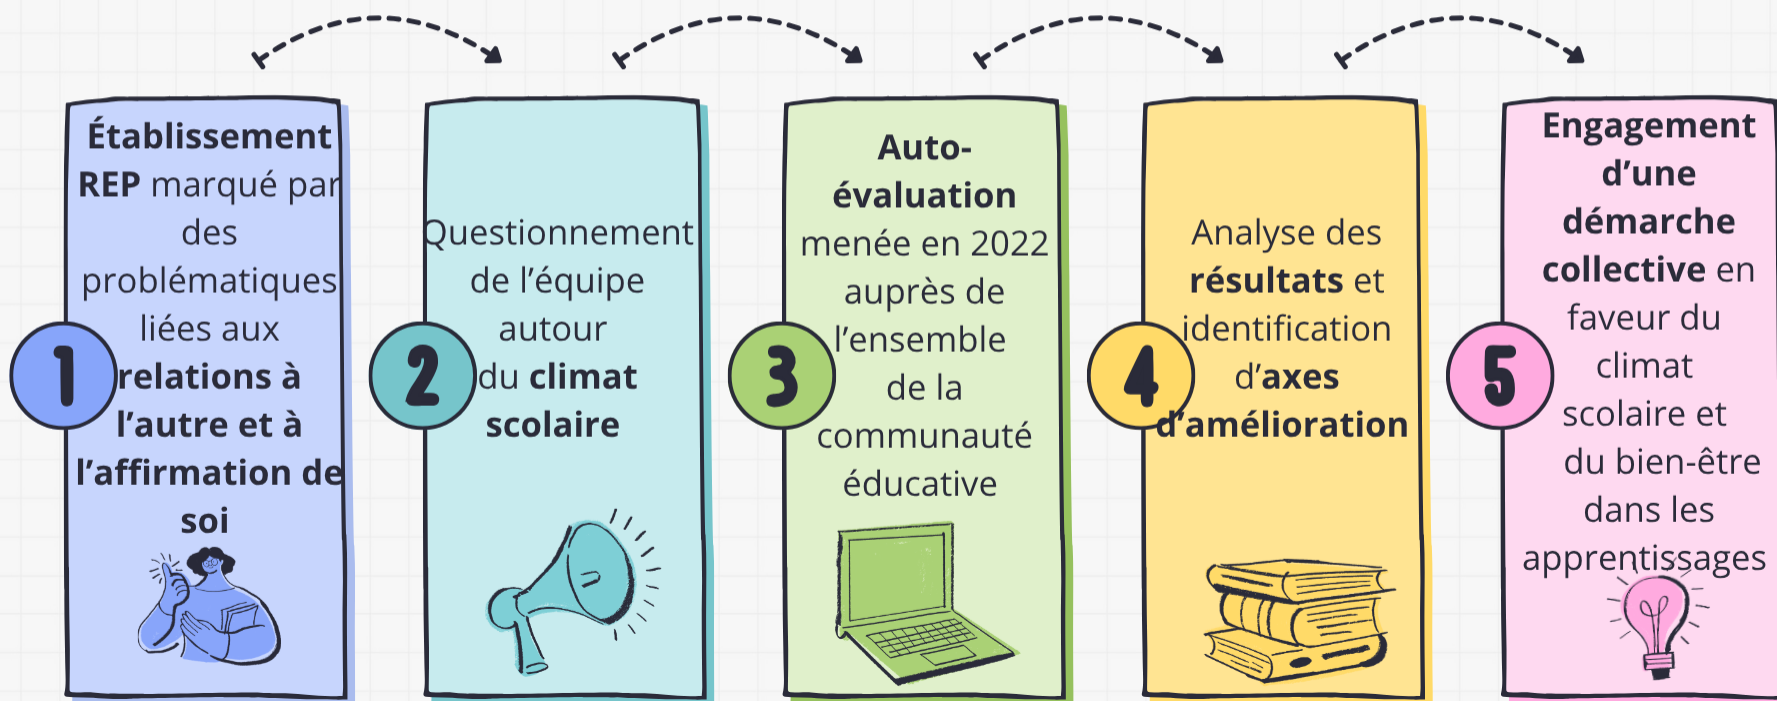 Établissement
REP marqué par
des
problématiques
liées aux
relations à
l'autre et à
l'affirmation de
soi
1
Questionnement
de l'équipe
autour
du climat
scolaire
2
Auto-
évaluation
menée en 2022
auprès de
l'ensemble
de la
communauté
éducative
3
Analyse des
résultats et
identification
d'axes
d'amélioration
4
Engagement
d'une
démarche
collective en
faveur du
climat
scolaire et
du bien-être
dans les
apprentissages
5